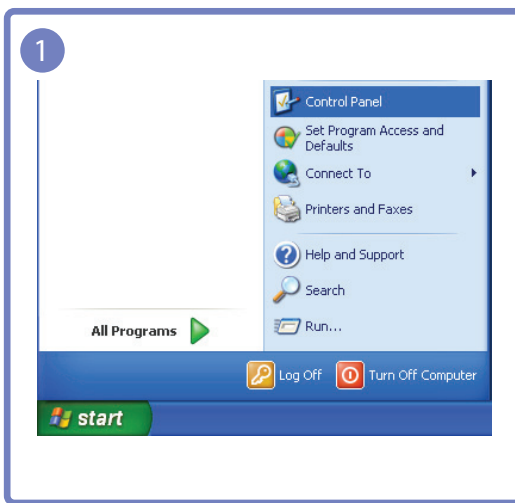 1
Control Panel
Set Program Access and
Defaults
Connect To
Printers and Faxes
Help and Support
Search
Run...
All Programs
Log Off
Turn Off Computer
start